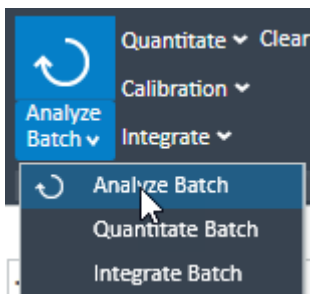 Quantitate Clear
Calibration
Analyze
Batch Integrate
Analyze Batch
Quantitate Batch
Integrate Batch